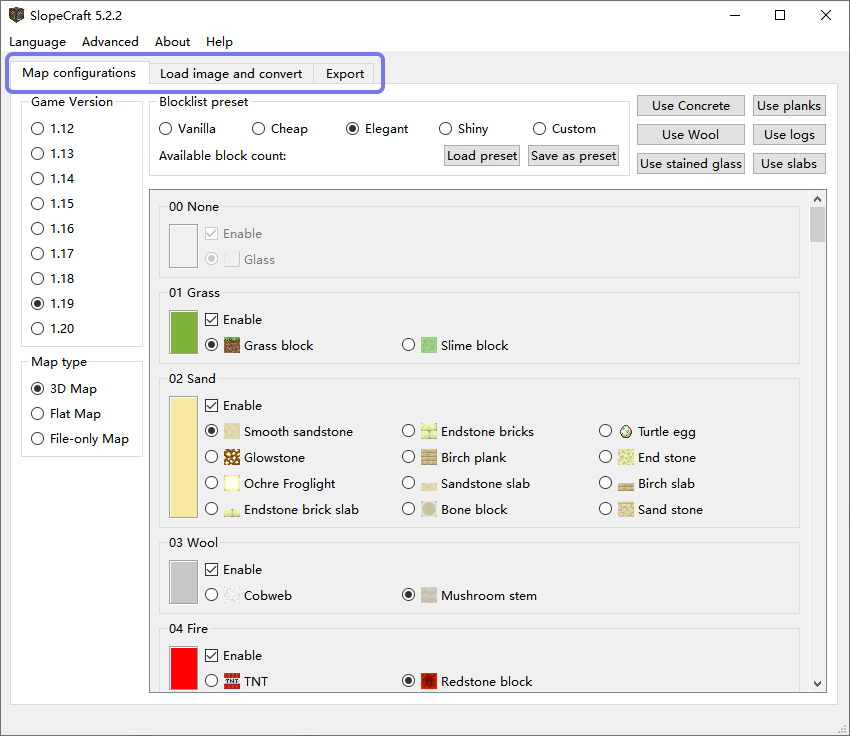 SlopeCraft 5.2.2
Language Advanced About Help
Map configurations Load image and convert Export
Game Version
1.12
1.13
1.14
1.15
1.16
1.17
1.18
1.19
1.20
Map type
3D Map
Flat Map
File-only Map
Blocklist preset
Vanilla Cheap Elegant Shiny Custom
Available block count: Load preset Save as preset
Use Concrete Use planks
Use Wool Use logs
Use stained glass Use slabs
00 None
Enable
Glass
01 Grass
Enable
Grass block Slime block
02 Sand
Enable
Smooth sandstone Endstone bricks Turtle egg
Glowstone Birch plank End stone
Ochre Froglight Sandstone slab Birch slab
Endstone brick slab Bone block Sand stone
03 Wool
Enable
Cobweb Mushroom stem
04 Fire
Enable
TNT TNT Redstone block